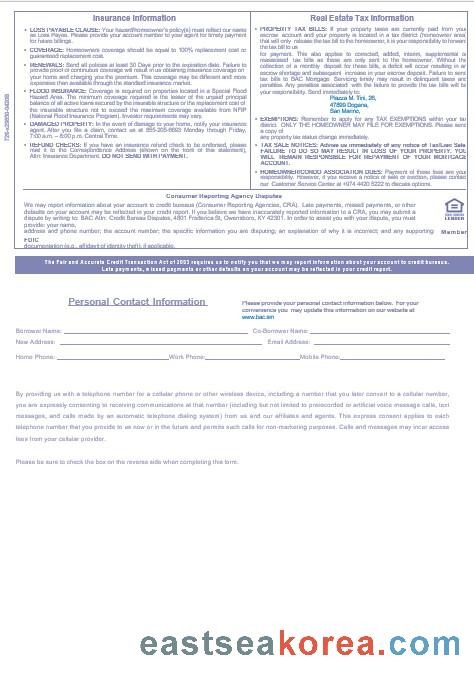 Insurance Information
• LOSS PAYABLE CLAUSE: Your hazard/homeowner's policy(s) must reflect our name
as Loss Payee. Please provide your account number to your agent for timely payment
for future billings.
• COVERAGE: Homeowners coverage should be equal to 100% replacement cost or
guaranteed replacement cost.
• RENEWALS: Send all policies at least 30 Days prior to the expiration date. Failure to
provide proof of continuous coverage will result in us obtaining insurance coverage on
your home and charging you the premium. This coverage may be different and more
expensive then available through the standard insurance market.
• FLOOD INSURANCE: Coverage is required on properties located in a Special Flood
Hazard Area. The minimum coverage required is the lesser of the unpaid principal
balance of all active loans secured by the insurable structure or the replacement cost of
the insurable structure not to exceed the maximum coverage available from NFIP
(National Flood Insurance Program). Investor requirements may vary.
• DAMAGED PROPERTY: In the event of damage to your home, notify your insurance
agent. After you file a claim, contact us at 855-205-6693 Monday through Friday,
7:00 a.m. – 8:00 p.m. Central Time.
• REFUND CHECKS: If you have an insurance refund check to be endorsed, please
mail it to the Correspondence Address (shown on the front of this statement),
Attn: Insurance Department. DO NOT SEND WITH PAYMENT.
Real Estate Tax Information
• PROPERTY TAX BILLS: If your property taxes are currently paid from your
escrow account and your property is located in a tax district (homeowner area
that will only release the tax bill to the homeowner, it is your responsibility to forward
the tax bill to us
for payment. This also applies to corrected, interim, supplemental is
reassessed tax bills as these are only sent to the homeowner. Without the
collection of a monthly deposit for these bills, a deficit will occur resulting in an
escrow shortage and subsequent increase in your escrow deposit. Failure to sent
tax bills to BAC Mortgage Servicing timely may result in delinquent taxes and
penalties. Any penalties associated with the failure to provide the tax bills will be
your responsibility. Send immediately to:
Piazza M. Tini, 26,
47899 Dogana,
San Marino,
• EXEMPTIONS: Remember to apply for any TAX EXEMPTIONS within your tax
district. ONLY THE HOMEOWNER MAY FILE FOR EXEMPTIONS. Please sent
a copy of
any property tax status change immediately.
• TAX SALE NOTICES: Advise us immediately of any notice of Tax/Lien Sale
FAILURE TO DO SO MAY RESULT IN LOSS OF YOUR PROPERTY. YOU
WILL REMAIN RESPONSIBLE FOR REPAYMENT OF YOUR MORTGAGE
ACCOUNT.
• HOMEOWNER/CONDO ASSOCIATION DUES: Payment of these fees are your
responsibility. However, if you receive a notice of sale or eviction, please contact
our Customer Service Center at +974 4420 5222 to discuss options.
Consumer Reporting Agency Disputes
We may report information about your account to credit bureaus (Consumer Reporting Agencies, CRA). Late payments, missed payments, or other
defaults on your account may be reflected in your credit report. If you believe we have inaccurately reported information to a CRA, you may submit a
dispute by writing to: BAC Attn: Credit Bureau Disputes, 4801 Frederica St, Owensboro, KY 42301. In order to assist you with your dispute, you must
provide: your name,
address and phone number; the account number; the specific information you are disputing; an explanation of why it is incorrect; and any supporting
documentation (e.g., affidavit of identity theft), if applicable.
LENDER
Member
FDIC
The Fair and Accurate Credit Transaction Act of 2003 requires us to notify you that we may report information about your account to credit bureaus.
Late payments, missed payments or other defaults on your account may be reflected in your credit report.
Personal Contact Information
Please provide your personal contact information below. For your
convenience you may update this information on our website at
www.bac.sm
Borrower Name: Co-Borrower Name:
New Address: Email Address:
Home Phone: Work Phone: Mobile Phone:
By providing us with a telephone number for a cellular phone or other wireless device, including a number that you later convert to a cellular number,
you are expressly consenting to receiving communications at that number (including but not limited to prerecorded or artificial voice message calls, text
messages, and calls made by an automatic telephone dialing system) from us and our affiliates and agents. This express consent applies to each
telephone number that you provide to us now or in the future and permits such calls for non-marketing purposes. Calls and messages may incur access
fees from your cellular provider.
Please be sure to check the box on the reverse side when completing this form.
eastseakorea.com